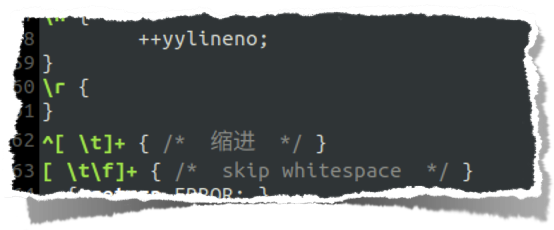 ++yylineno;
}
\r {
}
^[ \t]+ { /*  缩进  */ }
[ \t\f]+ { /*  skip whitespace  */ }